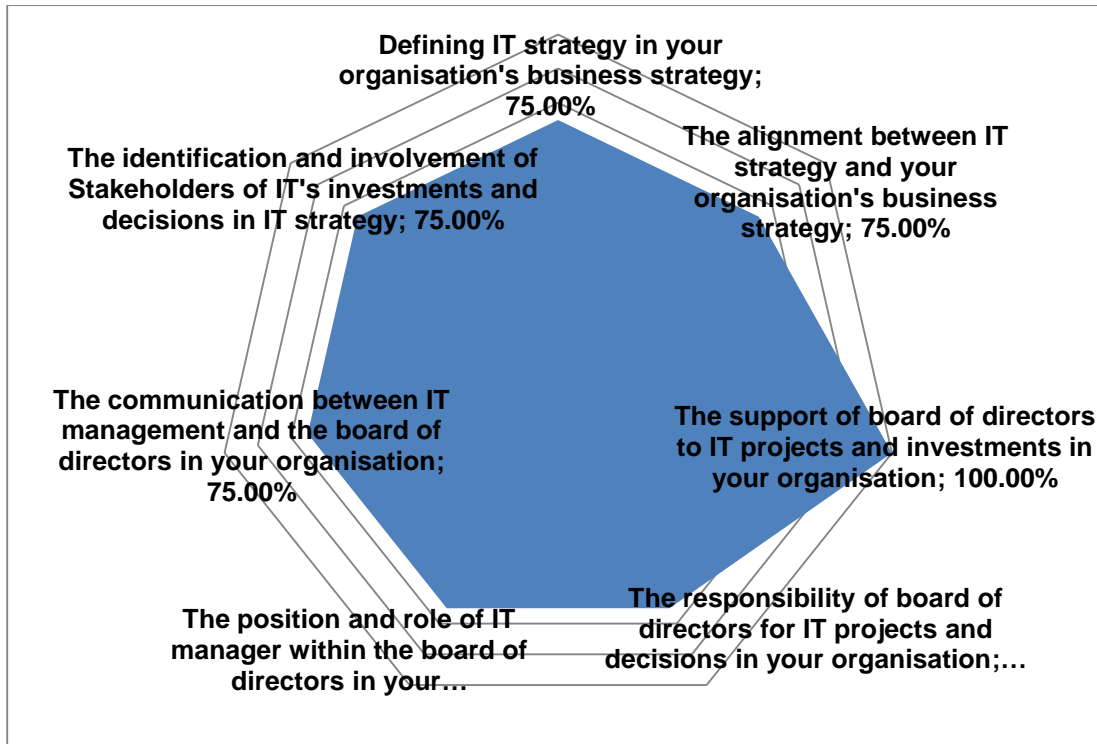 Defining IT strategy in your
organisation's business strategy;
75.00%
The alignment between IT
strategy and your
organisation's business
strategy; 75.00%
The support of board of directors
to IT projects and investments in
your organisation; 100.00%
The responsibility of board of
directors for IT projects and
decisions in your organisation;…
The position and role of IT
manager within the board of
directors in your…
The communication between IT
management and the board of
directors in your organisation;
75.00%
The identification and involvement of
Stakeholders of IT's investments and
decisions in IT strategy; 75.00%